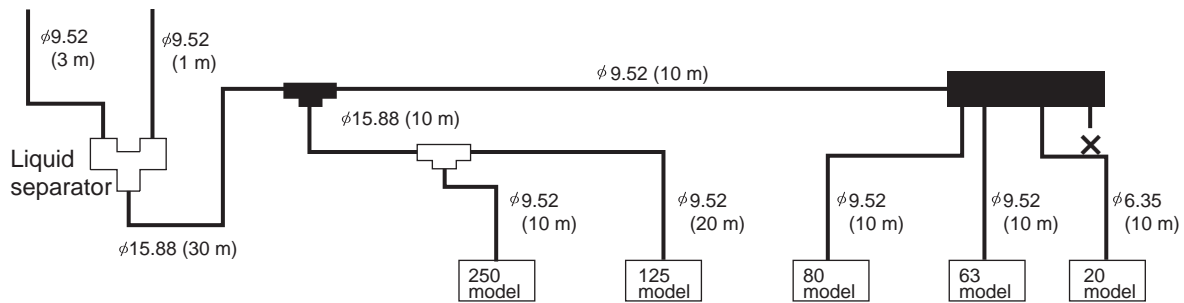 φ9.52
(3 m)
φ9.52
(1 m)
φ9.52 (10 m)
φ15.88 (10 m)
Liquid
separator
φ15.88 (30 m)
φ9.52
(10 m)
φ9.52
(20 m)
φ9.52
(10 m)
φ9.52
(10 m)
φ6.35
(10 m)
250
model
125
model
80
model
63
model
20
model